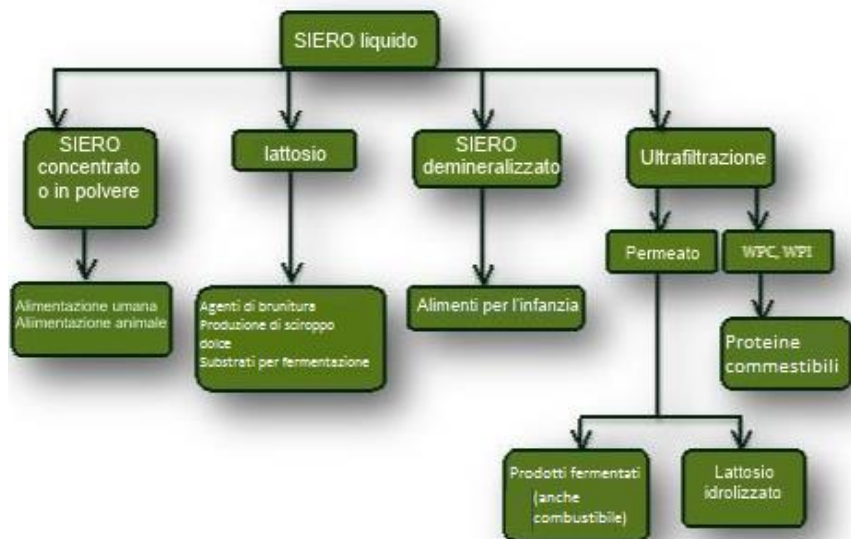 SIERO liquido
SIERO
concentrato
o in polvere
lattosio
SIERO
demineralizzato
Ultrafiltrazione
Permeato
WPC, WPI
Alimentazione umana
Aliimentazione animale
Agenti di brunitura
Produzione di sciroppo
dolce
Substrati per fermentazione
Alimenti per l'infanzia
Proteine
commestibili
Prodotti fermentati
(anche
combustibile)
Lattosio
idrolizzato